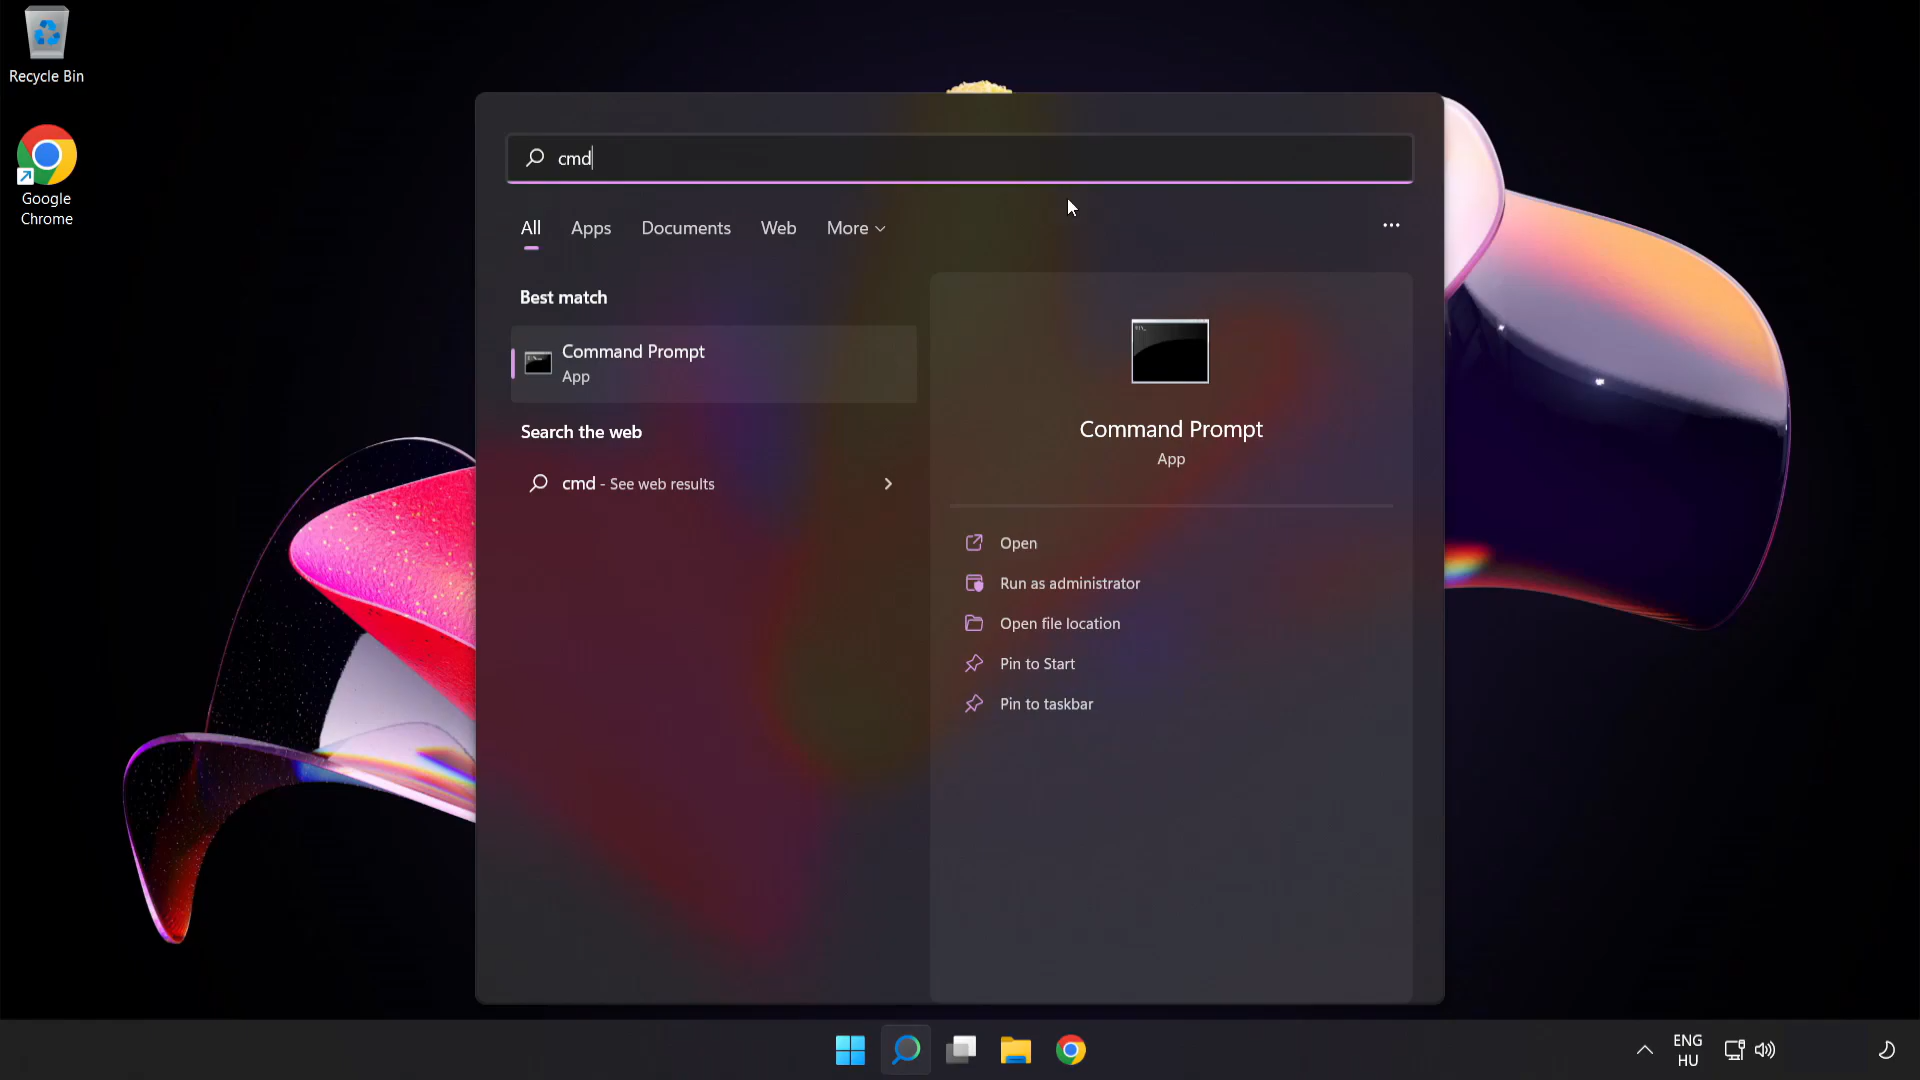 Recycle Bin
Google
Chrome
cmd
All
Apps
Documents
Web
More
Best match
Command Prompt
App
Search the web
cmd - See web results
Command Prompt
App
Open
Run as administrator
Open file location
Pin to Start
Pin to taskbar
ENG
HU